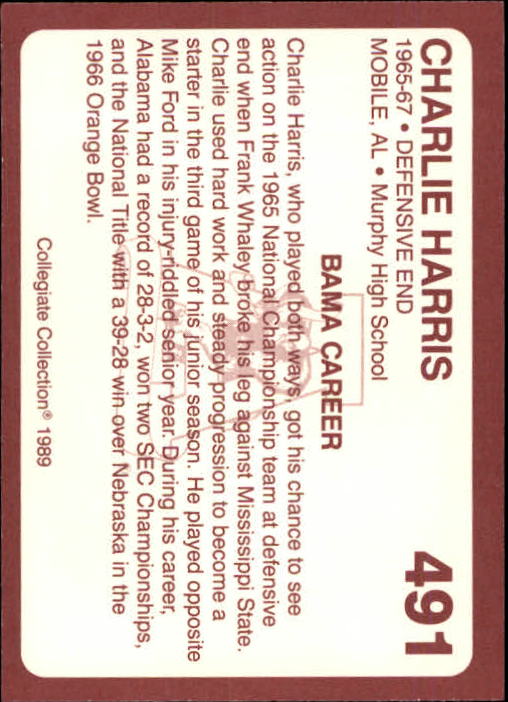 CHARLIE HARRIS 491
1965-67 • DEFENSIVE END
MOBILE, AL • Murphy High School
BAMA CAREER
Charlie Harris, who played both ways, got his chance to see
action on the 1965 National Championship team at defensive
end when Frank Whaley broke his leg against Mississippi State.
Charlie used hard work and steady progression to become a
starter in the third game of his junior season. He played opposite
Mike Ford in his injury-riddled senior year. During his career,
Alabama had a record of 28-3-2, won two SEC Championships,
and the National Title with a 39-28 win over Nebraska in the
1966 Orange Bowl.
Collegiate Collection® 1989